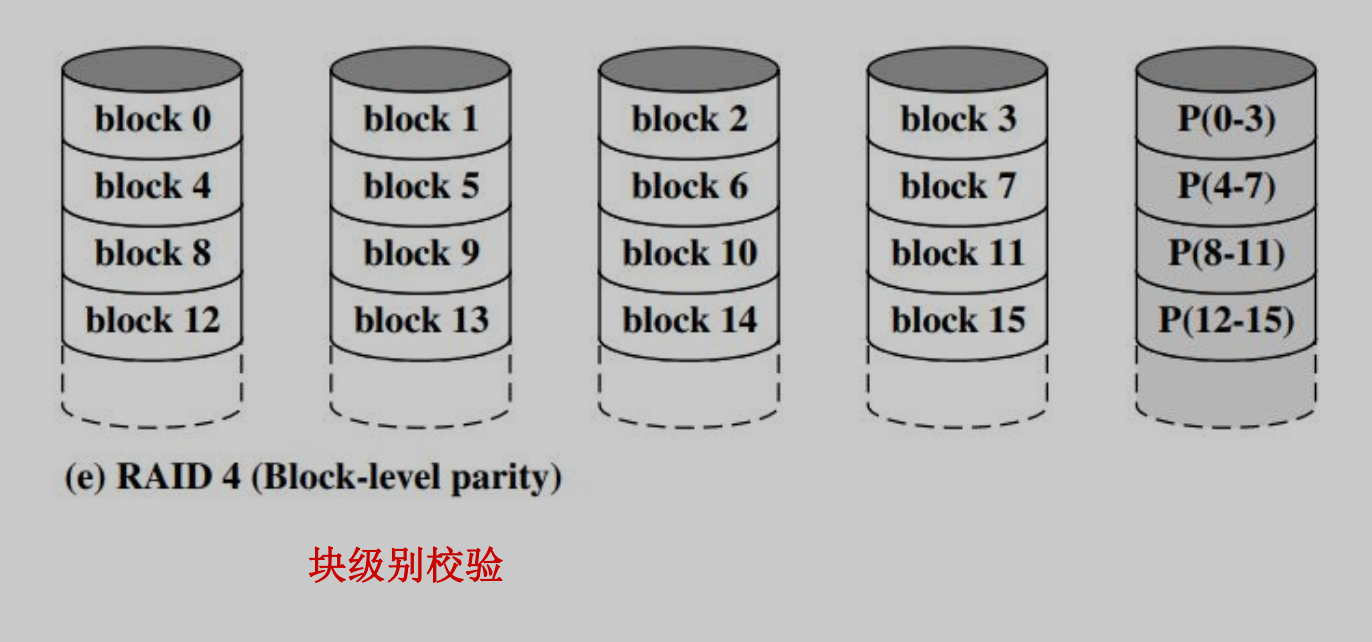 block 0 block 1 block 2 block 3 P(0-3)
block 4 block 5 block 6 block 7 P(4-7)
block 8 block 9 block 10 block 11 P(8-11)
block 12 block 13 block 14 block 15 P(12-15)
(e) RAID 4 (Block-level parity)
块级别校验